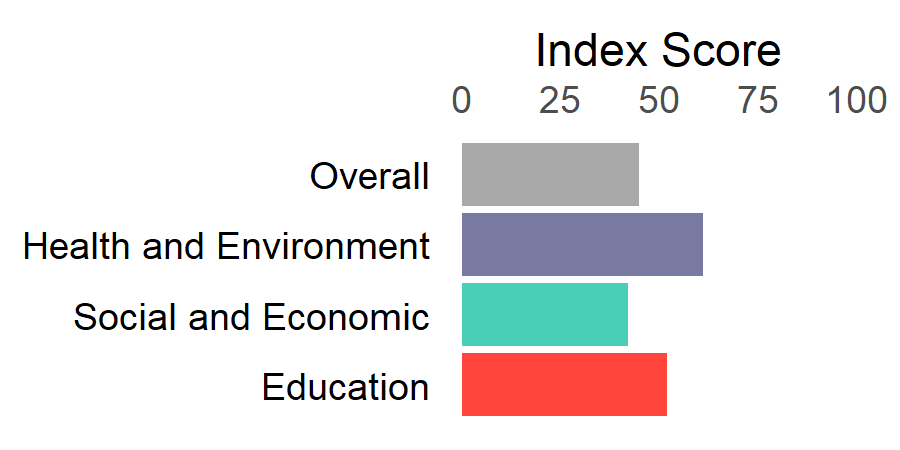 Index Score
0 25 50 75 100
Overall
Health and Environment
Social and Economic
Education